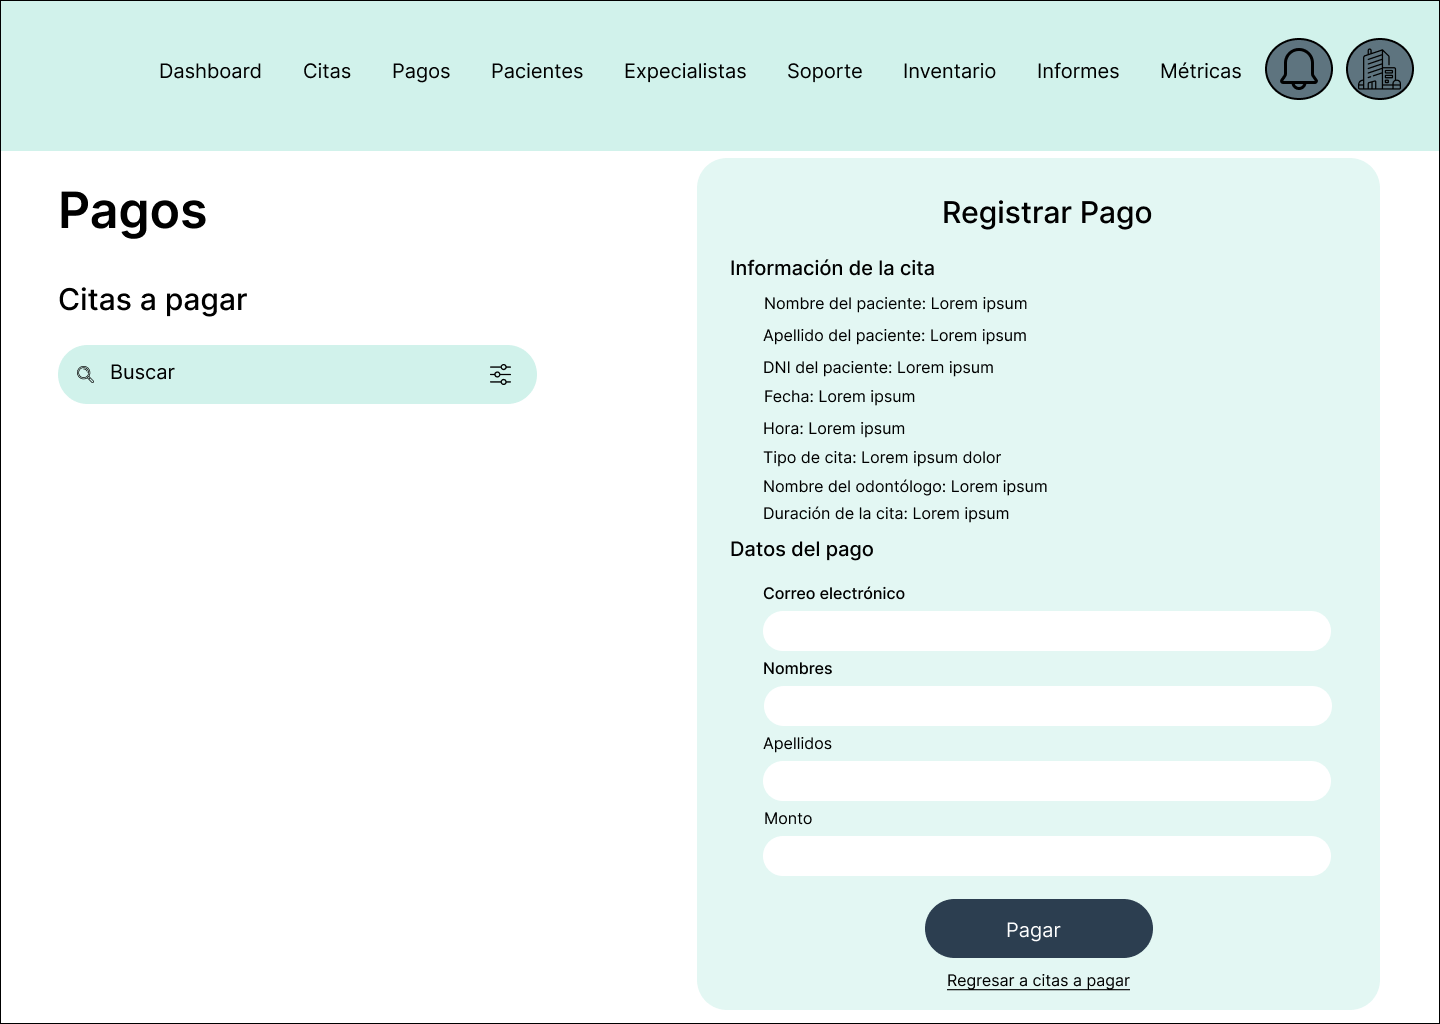 Dashboard Citas Pagos Pacientes Expecialistas Soporte Inventario Informes Métricas
Pagos
Citas a pagar
Buscar
Registrar Pago
Información de la cita
Nombre del paciente: Lorem ipsum
Apellido del paciente: Lorem ipsum
DNI del paciente: Lorem ipsum
Fecha: Lorem ipsum
Hora: Lorem ipsum
Tipo de cita: Lorem ipsum dolor
Nombre del odontólogo: Lorem ipsum
Duración de la cita: Lorem ipsum
Datos del pago
Correo electrónico
Nombres
Apellidos
Monto
Pagar
Regresar a citas a pagar